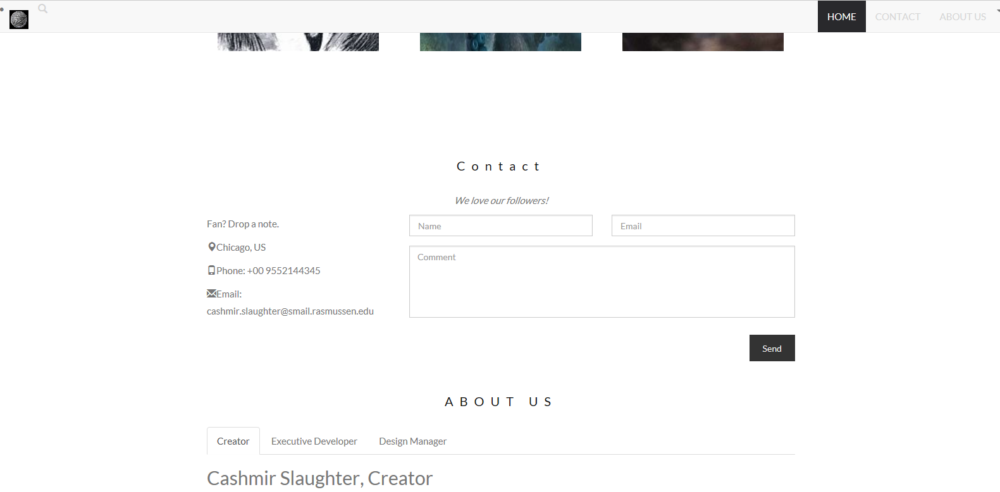 HOME CONTACT ABOUT US
Contact
We love our followers!
Fan? Drop a note.
Chicago, US
Phone: +00 9552144345
Email:
cashmir.slaughter@smail.rasmussen.edu
Name Email
Comment
Send
ABOUT US
Creator Executive Developer Design Manager
Cashmir Slaughter, Creator